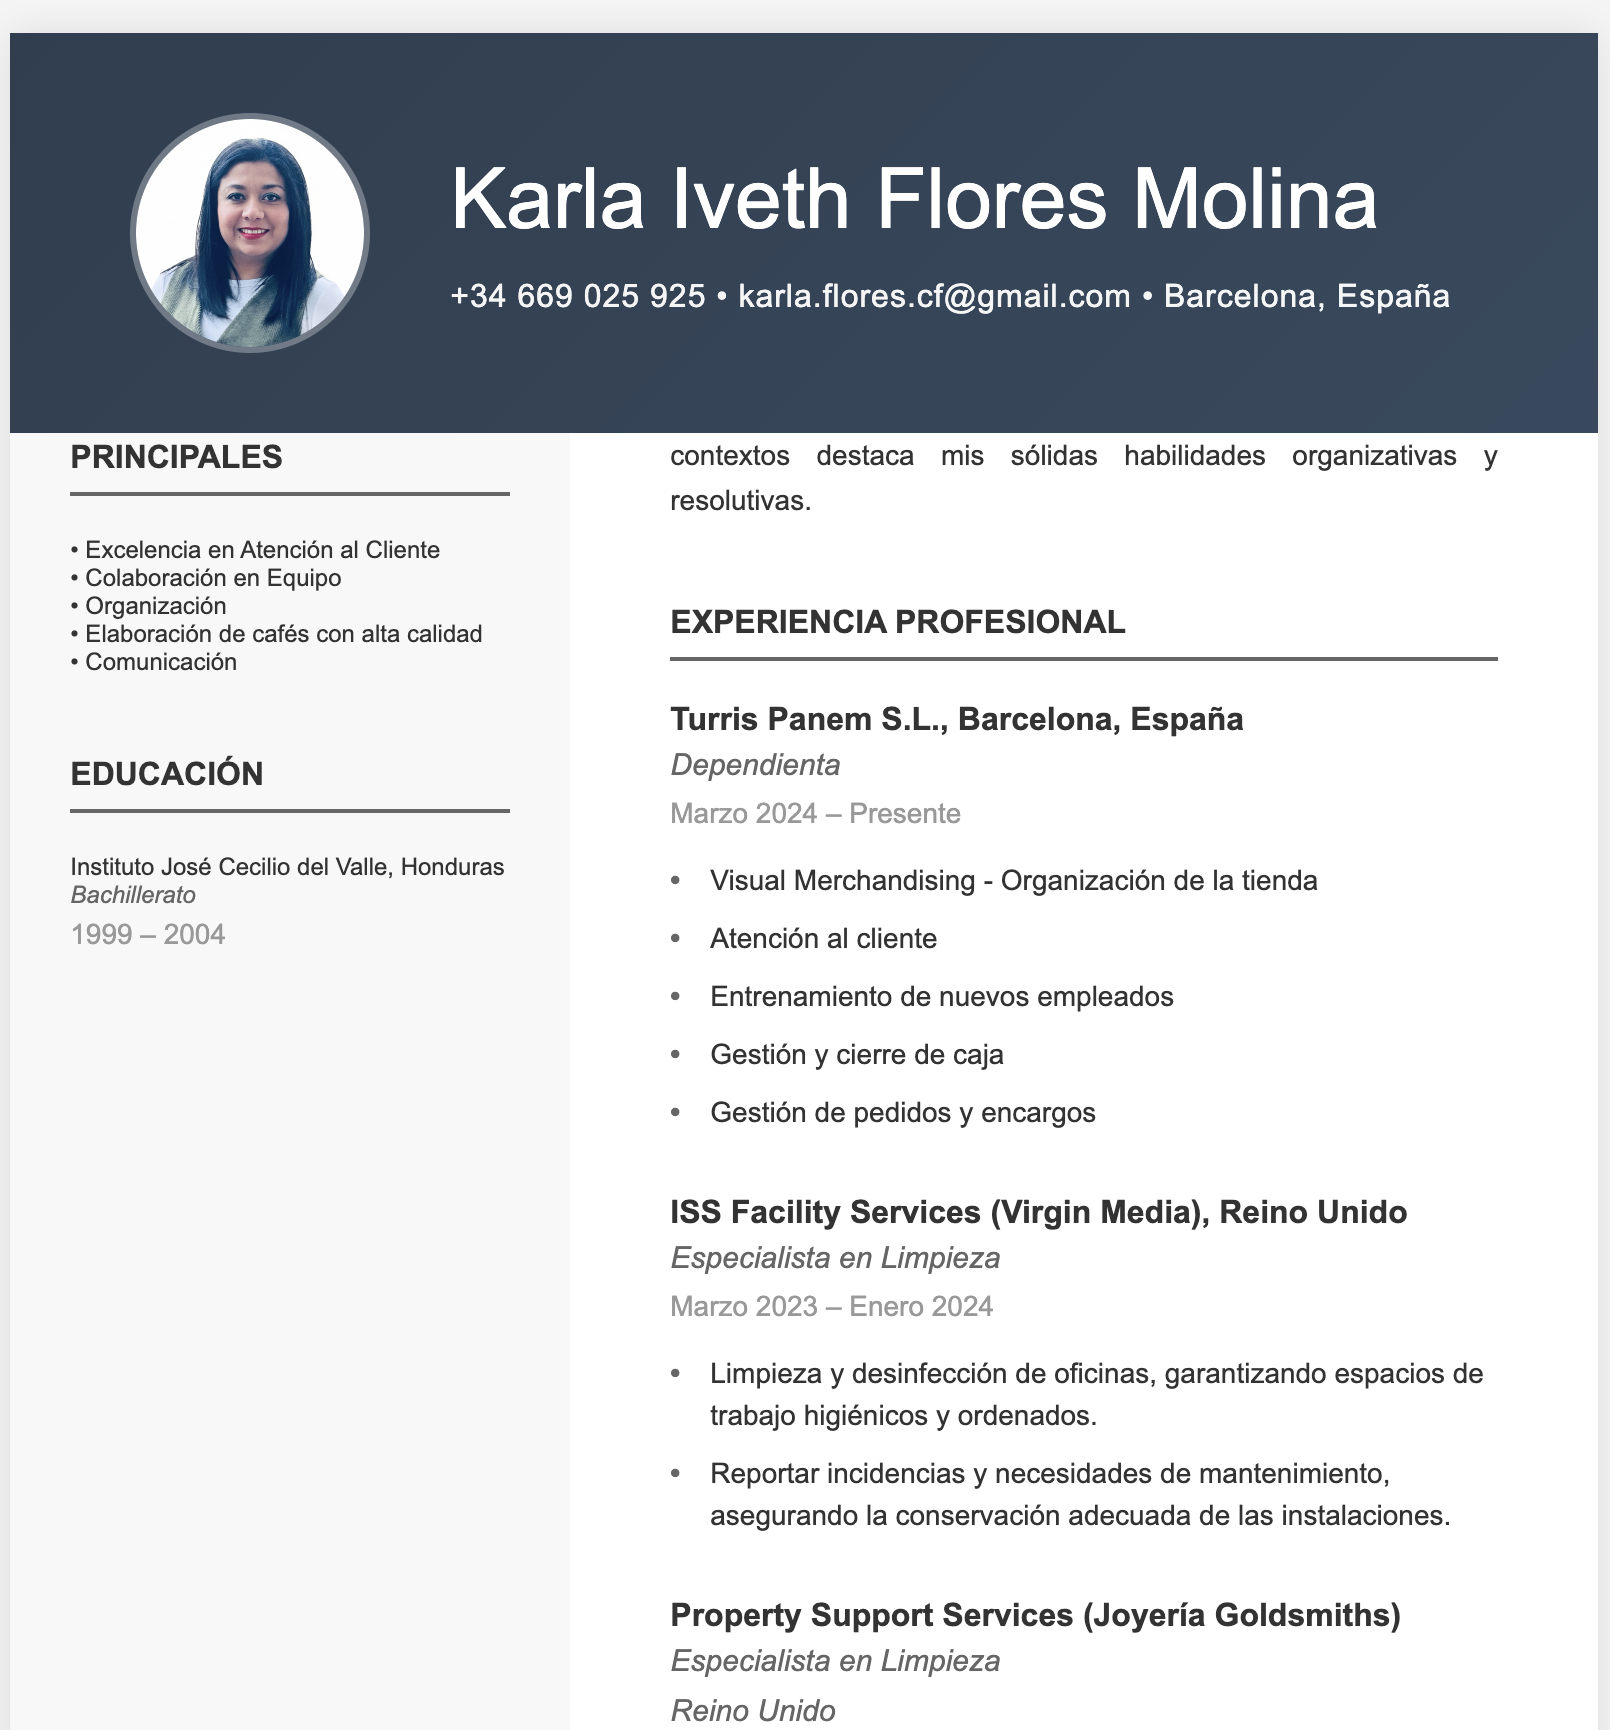 Karla Iveth Flores Molina
+34 669 025 925 • karla.flores.cf@gmail.com • Barcelona, España
PRINCIPALES
• Excelencia en Atención al Cliente
• Colaboración en Equipo
• Organización
• Elaboración de cafés con alta calidad
• Comunicación
EDUCACIÓN
Instituto José Cecilio del Valle, Honduras
Bachillerato
1999 – 2004
contextos destaca mis sólidas habilidades organizativas y
resolutivas.
EXPERIENCIA PROFESIONAL
Turris Panem S.L., Barcelona, España
Dependienta
Marzo 2024 – Presente
• Visual Merchandising - Organización de la tienda
• Atención al cliente
• Entrenamiento de nuevos empleados
• Gestión y cierre de caja
• Gestión de pedidos y encargos
ISS Facility Services (Virgin Media), Reino Unido
Especialista en Limpieza
Marzo 2023 – Enero 2024
• Limpieza y desinfección de oficinas, garantizando espacios de
trabajo higiénicos y ordenados.
• Reportar incidencias y necesidades de mantenimiento,
asegurando la conservación adecuada de las instalaciones.
Property Support Services (Joyería Goldsmiths)
Especialista en Limpieza
Reino Unido